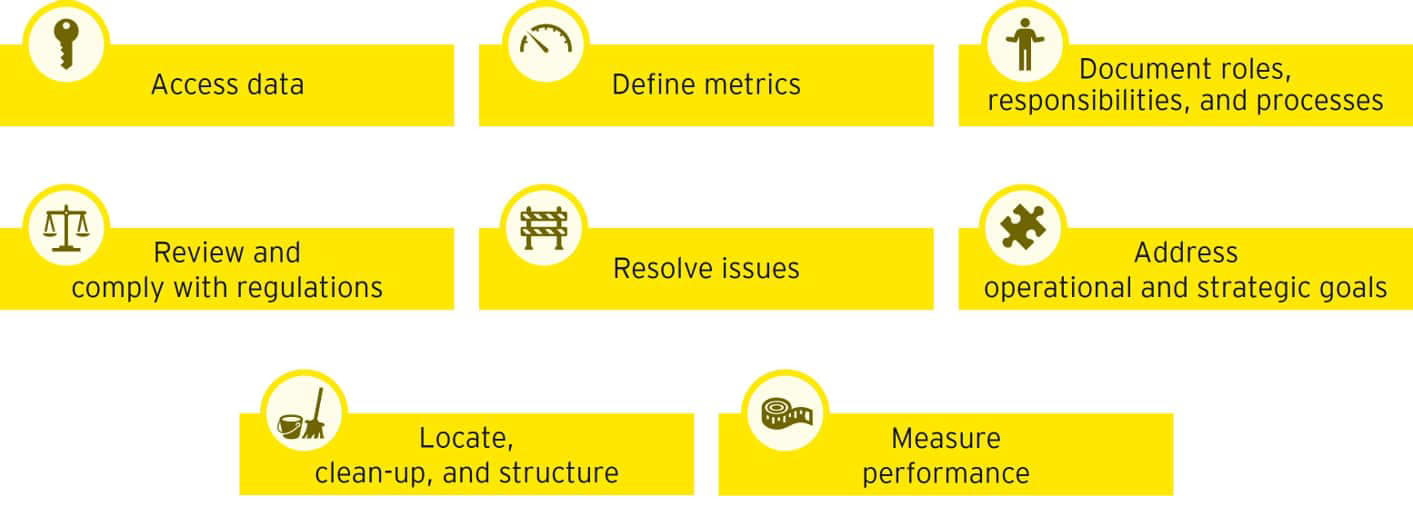 Access data
Define metrics
Document roles,
responsibilities, and processes
Review and
comply with regulations
Resolve issues
Address
operational and strategic goals
Locate,
clean-up, and structure
Measure
performance